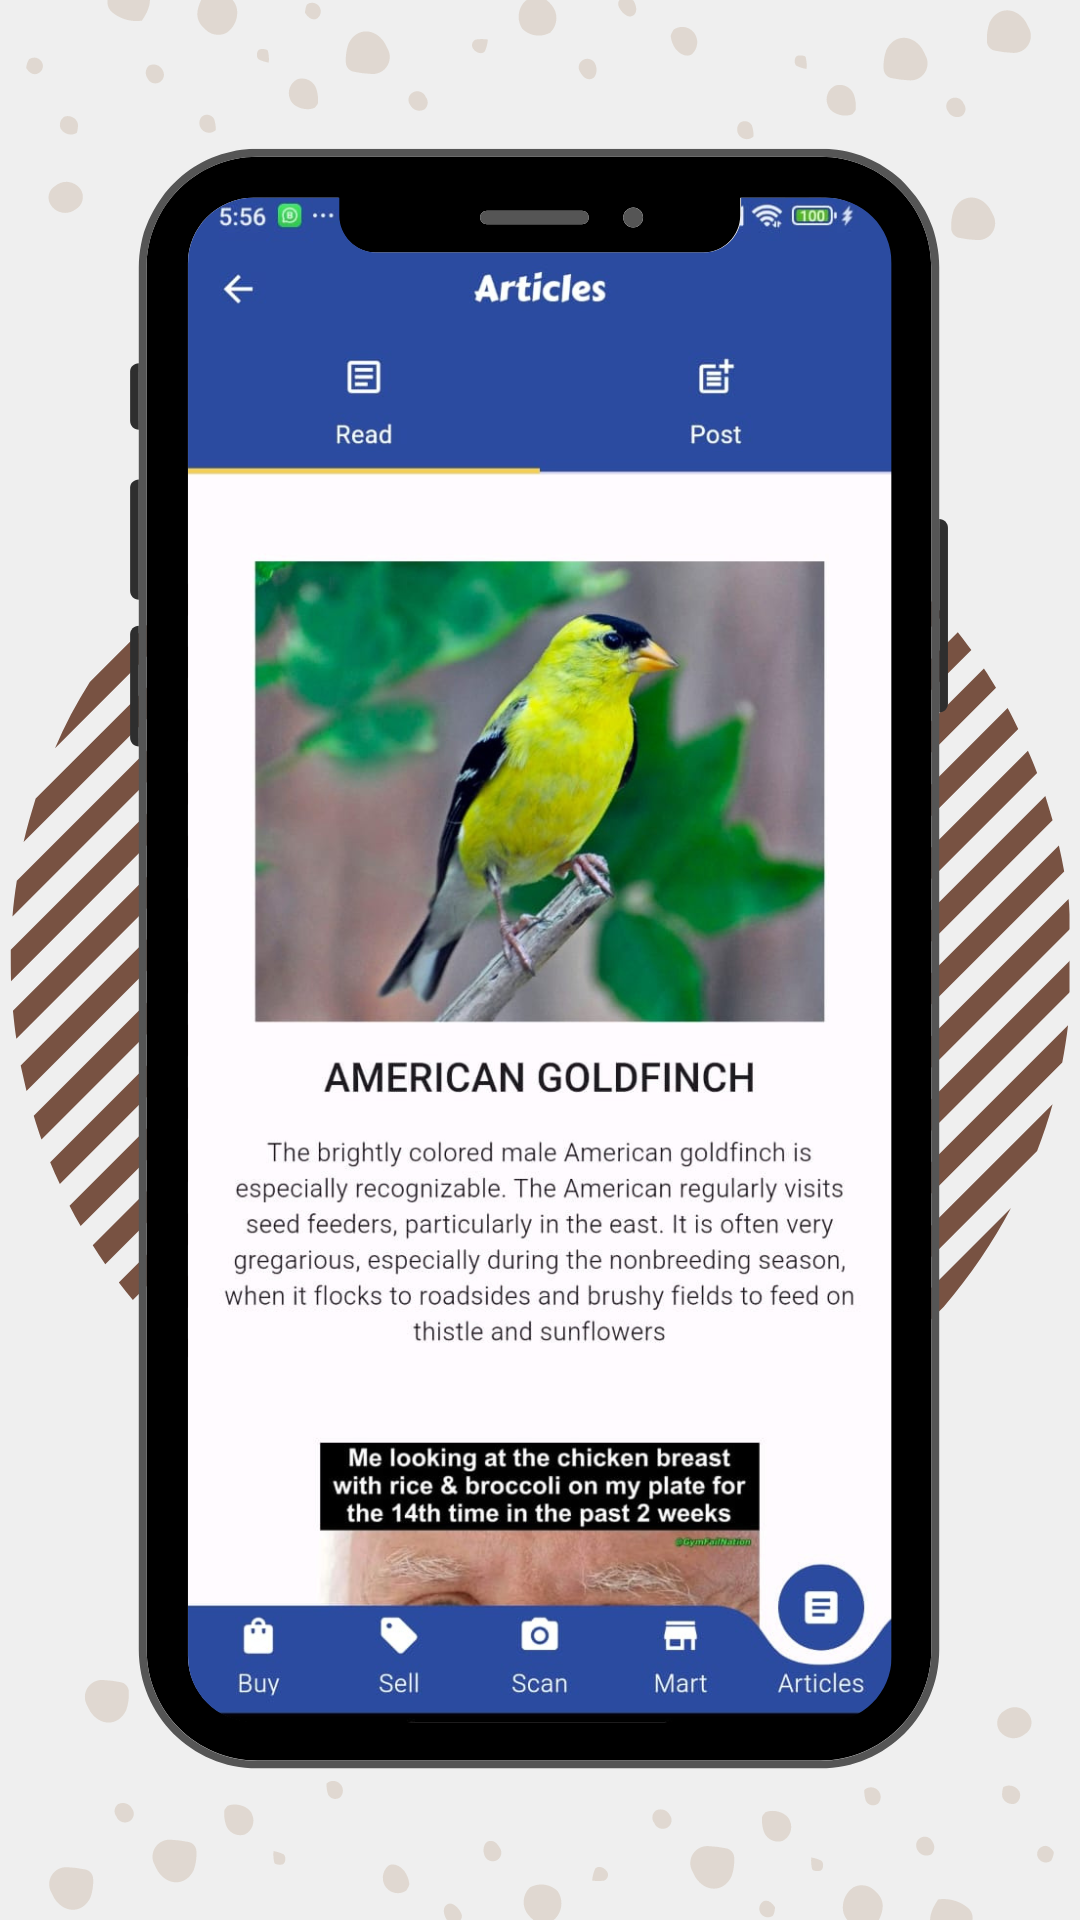 5:56
100
Articles
Read
Post
AMERICAN GOLDFINCH
The brightly colored male American goldfinch is
especially recognizable. The American regularly visits
seed feeders, particularly in the east. It is often very
gregarious, especially during the nonbreeding season,
when it flocks to roadsides and brushy fields to feed on
thistle and sunflowers
Me looking at the chicken breast
with rice & broccoli on my plate for
the 14th time in the past 2 weeks
@GymFailNation
Buy
Sell
Scan
Mart
Articles